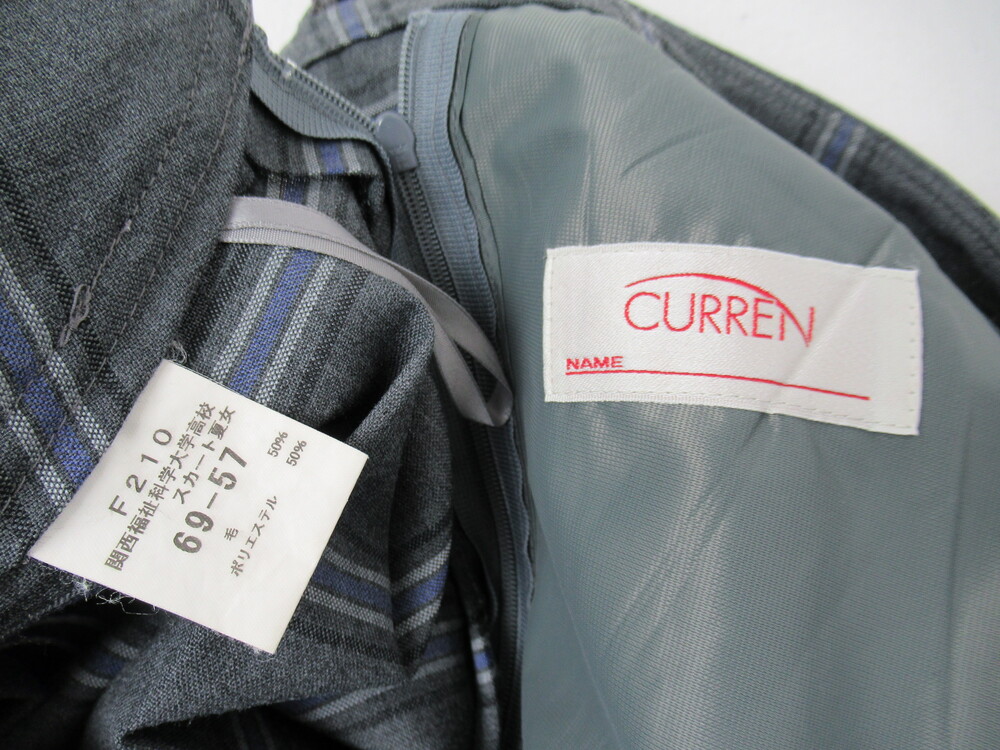 F210
関西福祉科学大学高校
スカート夏女
69-57
毛 50%
ポリエステル 50%
CURREN
NAME